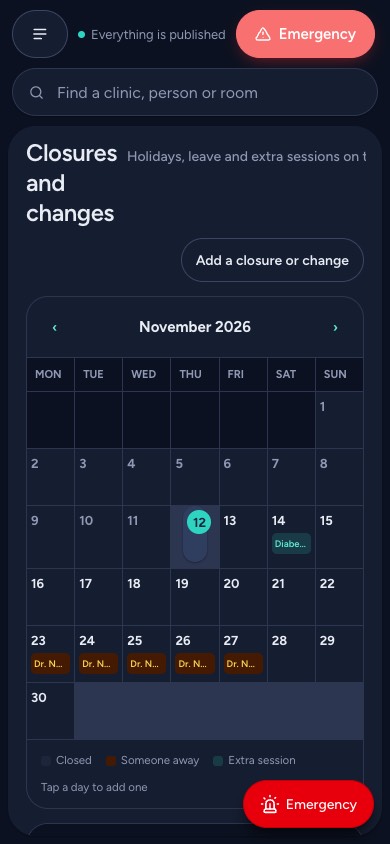 Everything is published
Emergency
Find a clinic, person or room
Closures and changes
Holidays, leave and extra sessions on t
Add a closure or change
‹ November 2026 ›
MON TUE WED THU FRI SAT SUN
1
2 3 4 5 6 7 8
9 10 11 12 13 14 15
Diabe...
16 17 18 19 20 21 22
23 24 25 26 27 28 29
Dr. N... Dr. N... Dr. N... Dr. N... Dr. N...
30
Closed Someone away Extra session
Tap a day to add one
Emergency